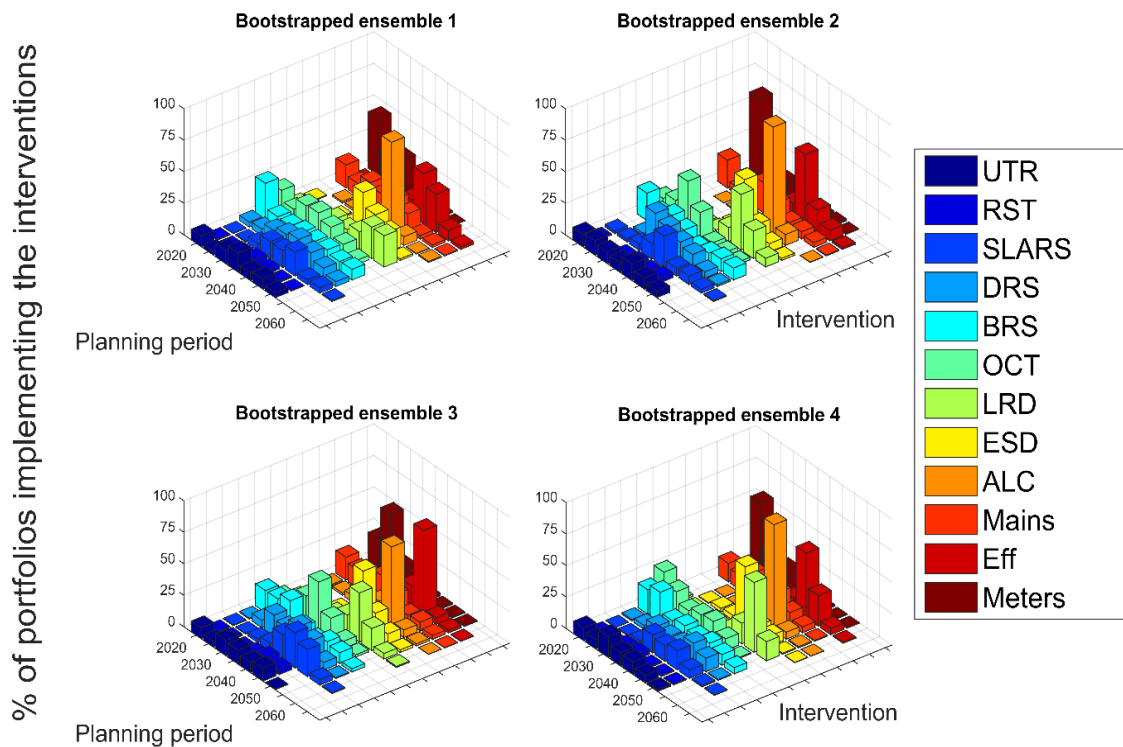 % of portfolios implementing the interventions
Bootstrapped ensemble 1
100
75
50
25
0
2020
2030
2040
2050
2060
Planning period
Bootstrapped ensemble 2
100
75
50
25
0
2020
2030
2040
2050
2060
Intervention
Bootstrapped ensemble 3
100
75
50
25
0
2020
2030
2040
2050
2060
Planning period
Bootstrapped ensemble 4
100
75
50
25
0
2020
2030
2040
2050
2060
Intervention
UTR
RST
SLARS
DRS
BRS
OCT
LRD
ESD
ALC
Mains
Eff
Meters